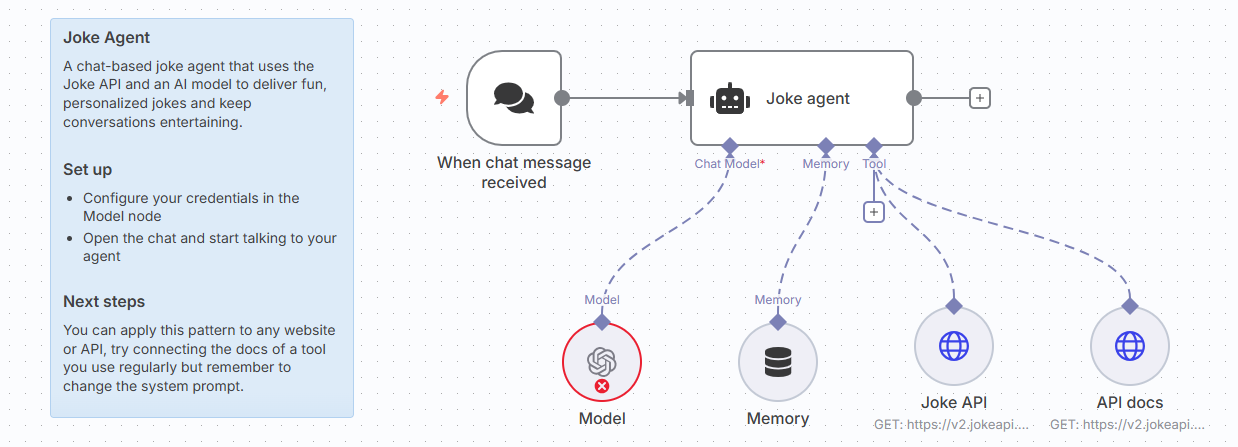 Joke Agent
A chat-based joke agent that uses the
Joke API and an AI model to deliver fun,
personalized jokes and keep
conversations entertaining.
Set up
• Configure your credentials in the
Model node
• Open the chat and start talking to your
agent
Next steps
You can apply this pattern to any website
or API, try connecting the docs of a tool
you use regularly but remember to
change the system prompt.
When chat message
received
Joke agent
Chat Model*
Memory
Tool
Model
Memory
Model
Memory
Joke API
GET: https://v2.jokeapi....
API docs
GET: https://v2.jokeapi....